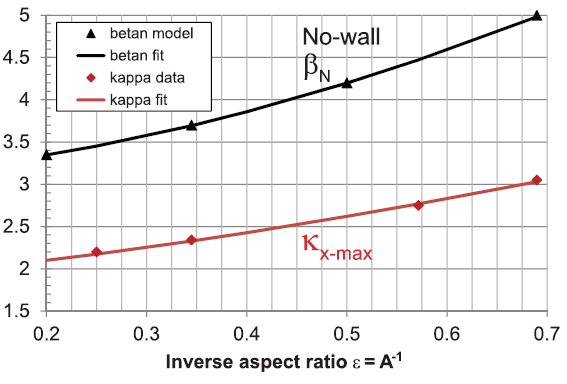 5
4.5
4
3.5
3
2.5
2
1.5
betan model
betan fit
kappa data
kappa fit
No-wall
βN
κx-max
0.2 0.3 0.4 0.5 0.6 0.7
Inverse aspect ratio ε = A-1